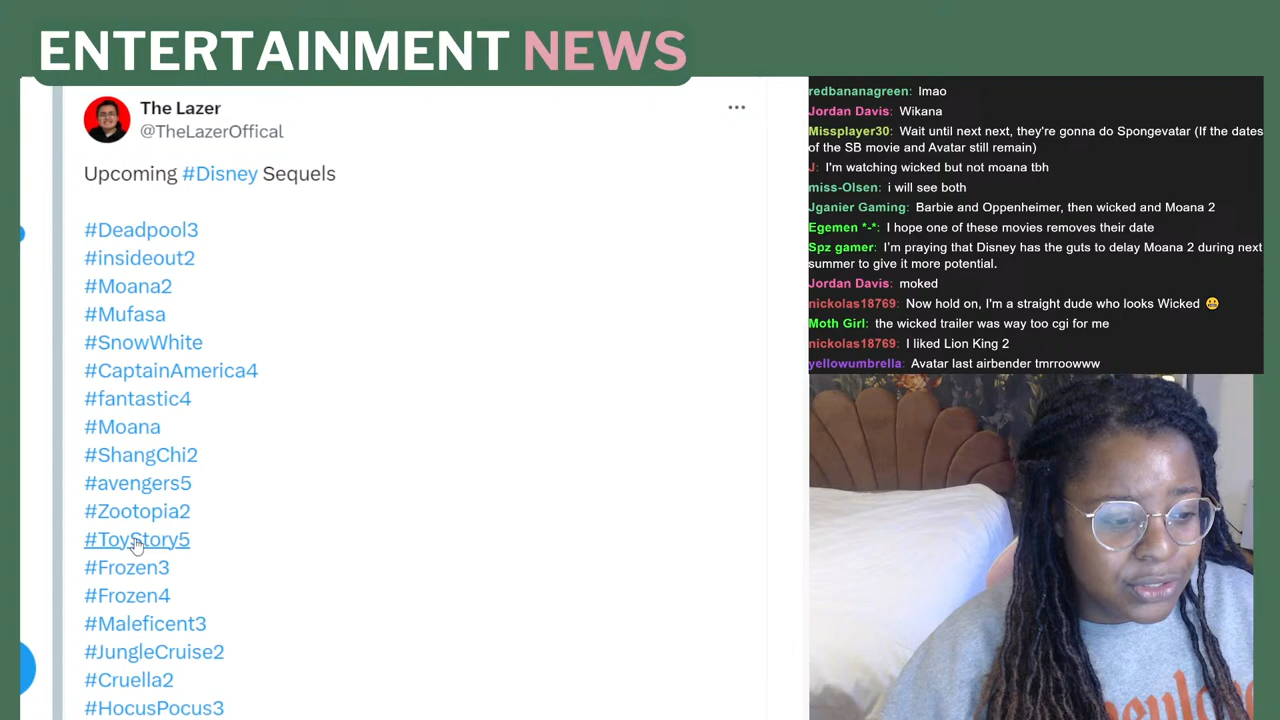 ENTERTAINMENT NEWS
The Lazer
@TheLazerOffical
Upcoming #Disney Sequels
#Deadpool3
#insideout2
#Moana2
#Mufasa
#SnowWhite
#CaptainAmerica4
#fantastic4
#Moana
#ShangChi2
#avengers5
#Zootopia2
#ToyStory5
#Frozen3
#Frozen4
#Maleficent3
#JungleCruise2
#Cruella2
#HocusPocus3
redbananagreen: lmao
Jordan Davis: Wikana
Missplayer30: Wait until next next, they're gonna do Spongevatar (If the dates
of the SB movie and Avatar still remain)
J: I'm watching wicked but not moana tbh
miss-Olsen: i will see both
Jganier Gaming: Barbie and Oppenheimer, then wicked and Moana 2
Egemen *-*: I hope one of these movies removes their date
Spz gamer: I'm praying that Disney has the guts to delay Moana 2 during next
summer to give it more potential.
Jordan Davis: moked
nickolas18769: Now hold on, I'm a straight dude who looks Wicked 😬
Moth Girl: the wicked trailer was way too cgi for me
nickolas18769: I liked Lion King 2
yellowumbrella: Avatar last airbender tmrroowww